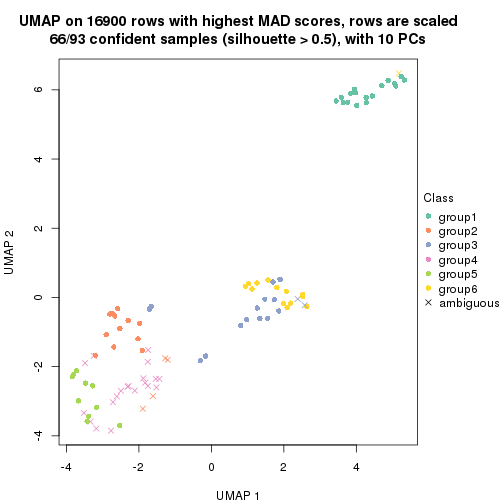 UMAP on 16900 rows with highest MAD scores, rows are scaled
66/93 confident samples (silhouette > 0.5), with 10 PCs
6
4
2
0
-2
-4
UMAP 2
-4
-2
0
2
4
UMAP 1
Class
group1
group2
group3
group4
group5
group6
ambiguous